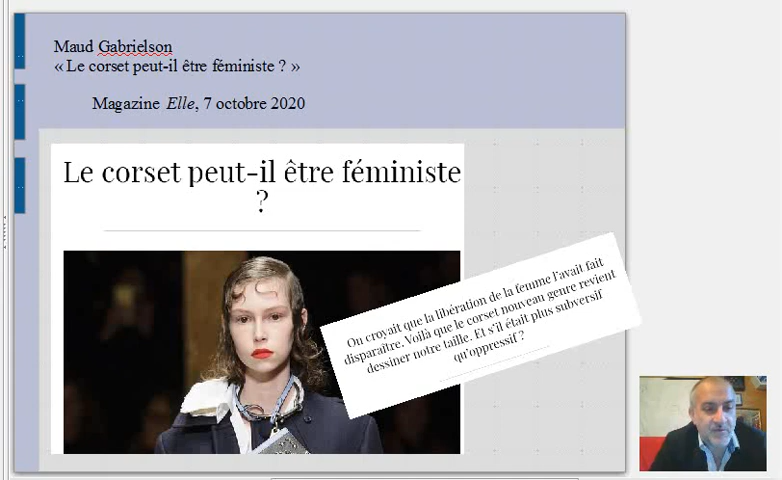 Maud Gabrielson
« Le corset peut-il être féministe ? »
Magazine Elle, 7 octobre 2020
Le corset peut-il être féministe
?
On croyait que la libération de la femme l'avait fait
disparaître. Voilà que le corset nouveau genre revient
dessiner notre taille. Et s'il était plus subversif
qu'oppressif ?